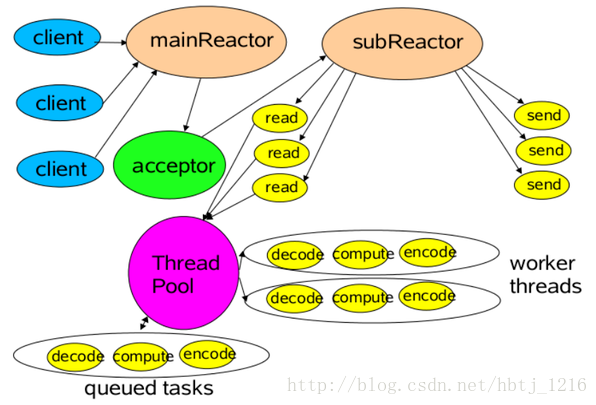 client
mainReactor
subReactor
client
read
send
acceptor
read
send
client
read
send
Thread
Pool
decode compute encode
worker
threads
decode compute encode
decode compute encode
queued tasks
http://blog.csdn.net/hbtj_1216